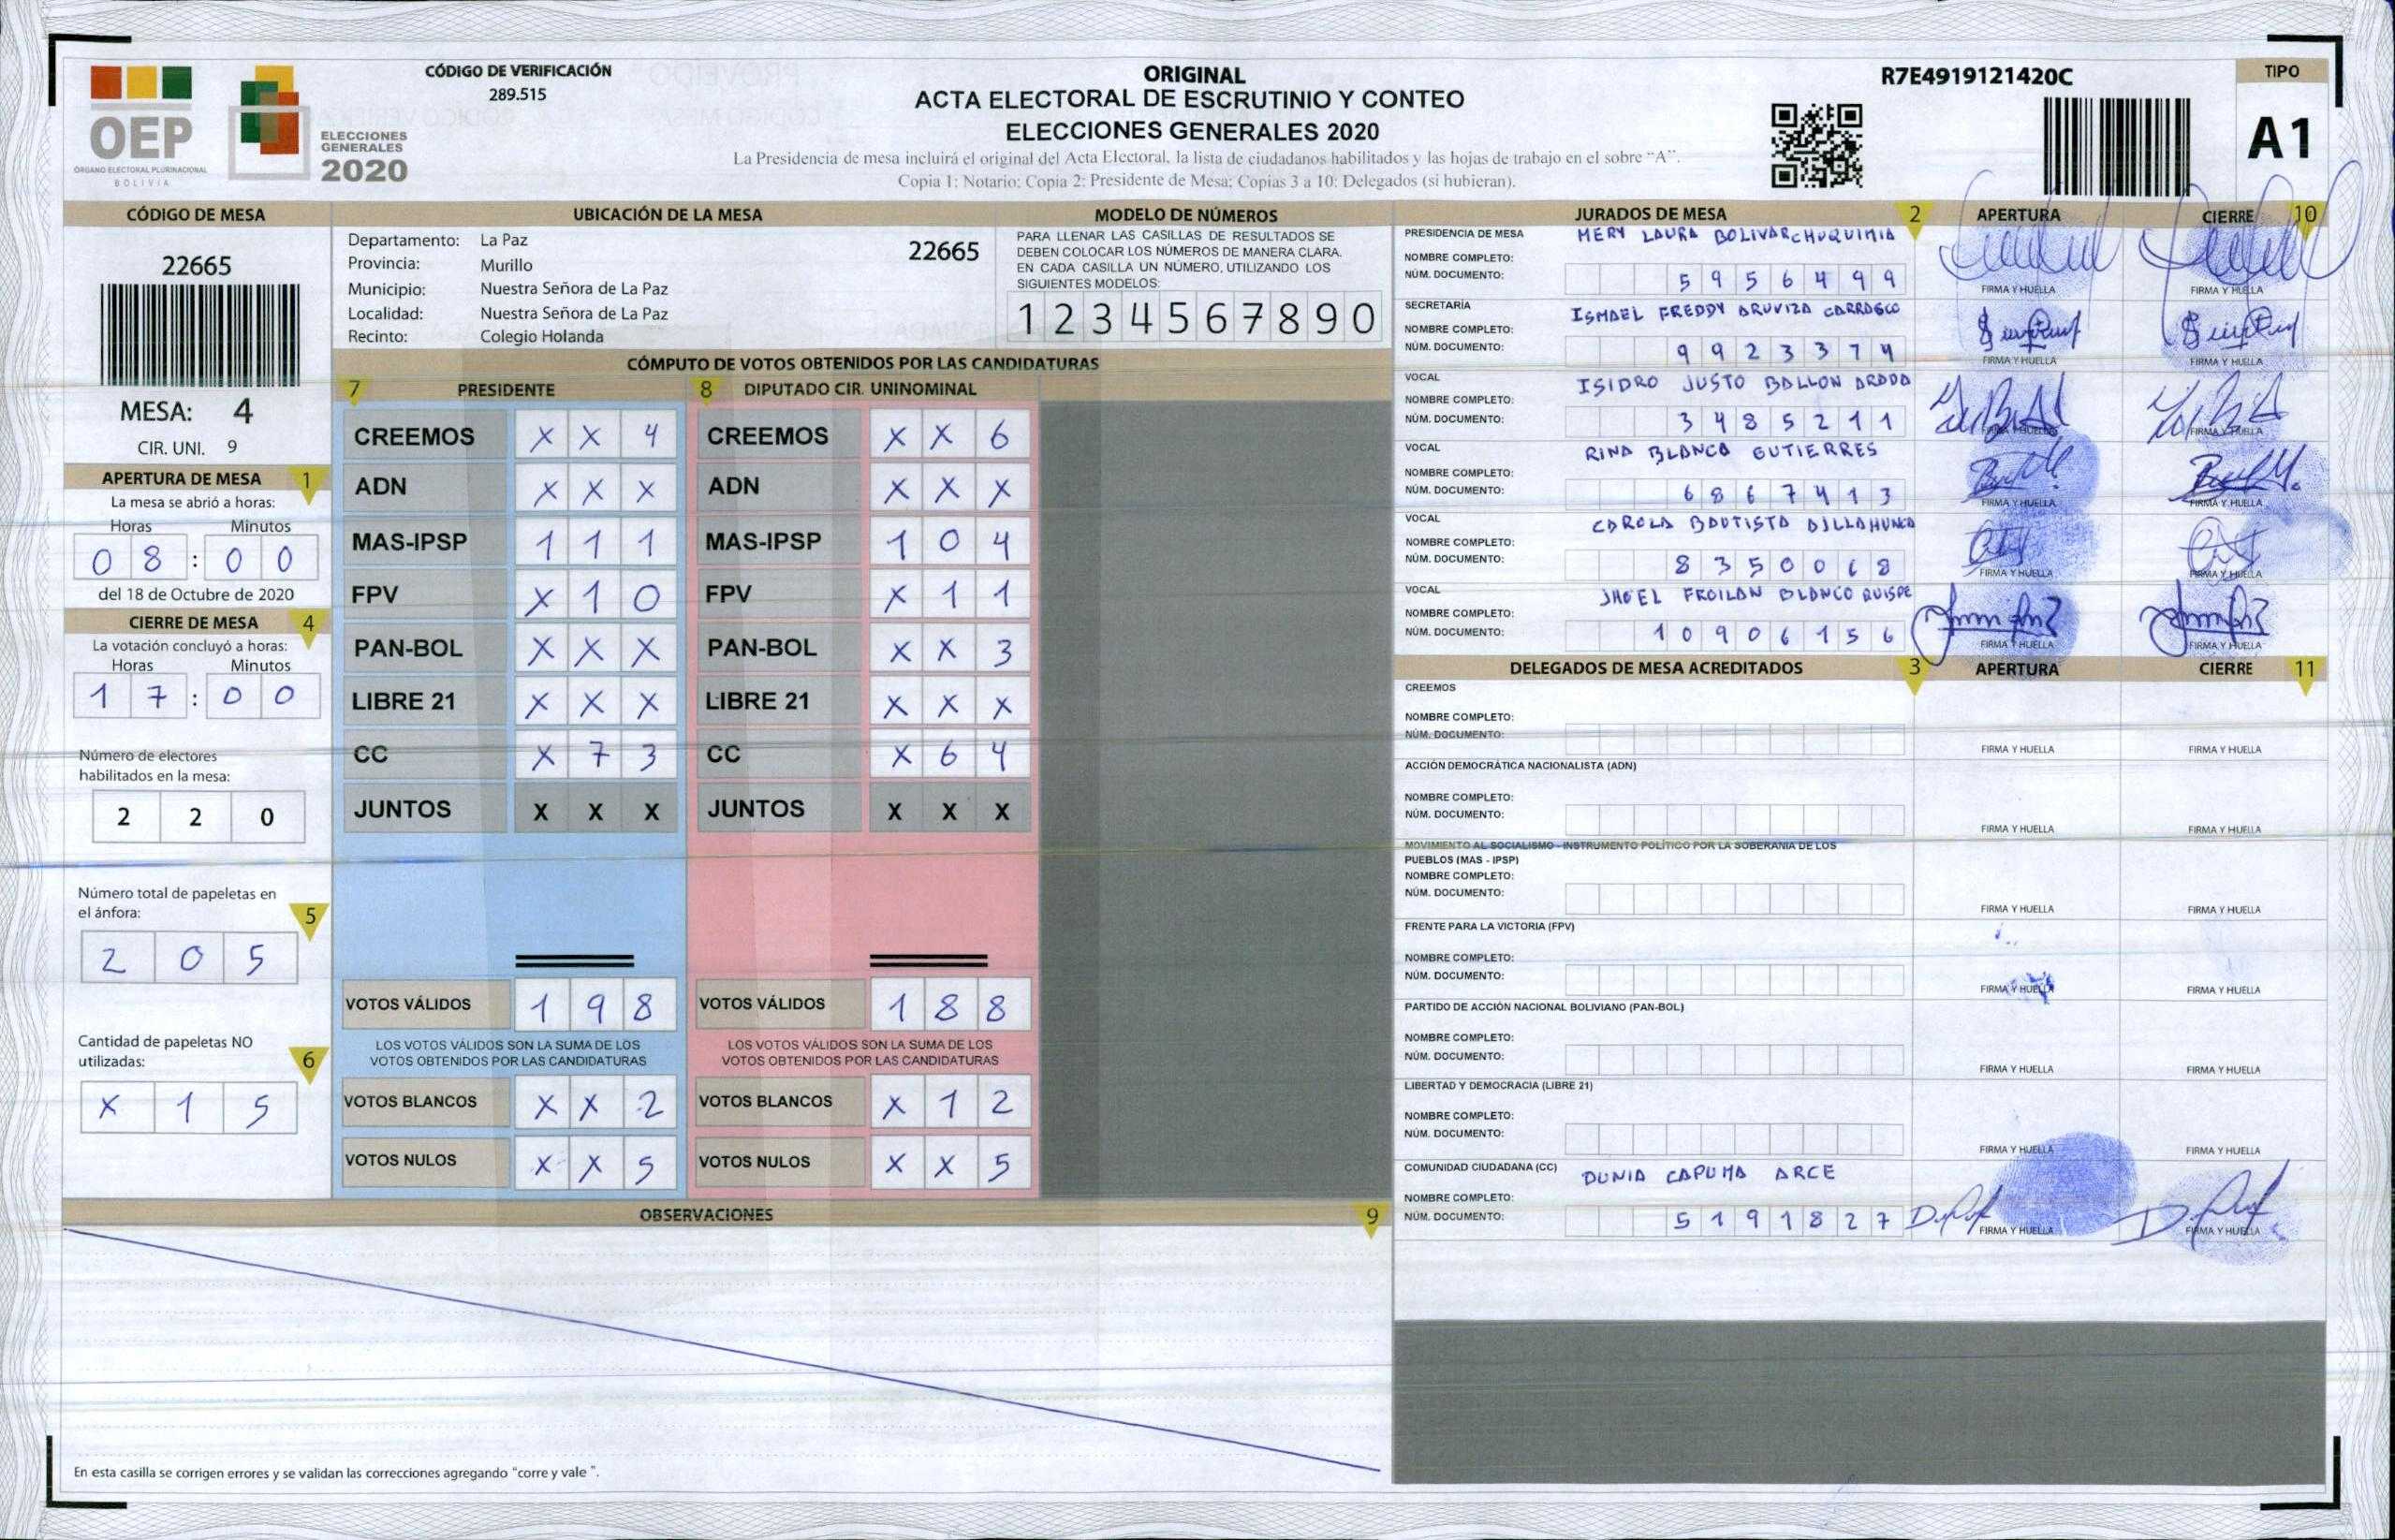 OEP
ÓRGANO ELECTORAL PLURINACIONAL
BOLIVIA
ELECCIONES
GENERALES
2020
CÓDIGO DE VERIFICACIÓN
289.515
ORIGINAL
ACTA ELECTORAL DE ESCRUTINIO Y CONTEO
ELECCIONES GENERALES 2020
La Presidencia de mesa incluirá el original del Acta Electoral, la lista de ciudadanos habilitados y las hojas de trabajo en el sobre "A".
Copia 1: Notario; Copia 2: Presidente de Mesa; Copias 3 a 10: Delegados (si hubieran).
R7E4919121420C
TIPO
A1
CÓDIGO DE MESA
22665
MESA: 4
CIR. UNI. 9
APERTURA DE MESA 1
La mesa se abrió a horas:
Horas Minutos
0 8 : 0 0
del 18 de Octubre de 2020
CIERRE DE MESA 4
La votación concluyó a horas:
Horas Minutos
1 7 : 0 0
Número de electores
habilitados en la mesa:
2 2 0
Número total de papeletas en
el ánfora: 5
2 0 5
Cantidad de papeletas NO
utilizadas: 6
X 1 5
UBICACIÓN DE LA MESA
Departamento: La Paz 22665
Provincia: Murillo
Municipio: Nuestra Señora de La Paz
Localidad: Nuestra Señora de La Paz
Recinto: Colegio Holanda
MODELO DE NÚMEROS
PARA LLENAR LAS CASILLAS DE RESULTADOS SE
DEBEN COLOCAR LOS NÚMEROS DE MANERA CLARA.
EN CADA CASILLA UN NÚMERO, UTILIZANDO LOS
SIGUIENTES MODELOS:
1 2 3 4 5 6 7 8 9 0
CÓMPUTO DE VOTOS OBTENIDOS POR LAS CANDIDATURAS
7 PRESIDENTE 8 DIPUTADO CIR. UNINOMINAL
CREEMOS X X 4 CREEMOS X X 6
ADN X X X ADN X X X
MAS-IPSP 1 1 1 MAS-IPSP 1 0 4
FPV X 1 0 FPV X 1 1
PAN-BOL X X X PAN-BOL X X 3
LIBRE 21 X X X LIBRE 21 X X X
CC X 7 3 CC X 6 4
JUNTOS X X X JUNTOS X X X
VOTOS VÁLIDOS 1 9 8 VOTOS VÁLIDOS 1 8 8
LOS VOTOS VÁLIDOS SON LA SUMA DE LOS LOS VOTOS VÁLIDOS SON LA SUMA DE LOS
VOTOS OBTENIDOS POR LAS CANDIDATURAS VOTOS OBTENIDOS POR LAS CANDIDATURAS
VOTOS BLANCOS X X 2 VOTOS BLANCOS X 1 2
VOTOS NULOS X X 5 VOTOS NULOS X X 5
OBSERVACIONES 9
En esta casilla se corrigen errores y se validan las correcciones agregando "corre y vale ".
JURADOS DE MESA 2 APERTURA CIERRE 10
PRESIDENCIA DE MESA MERY LAURA BOLIVAR CHUQUIMIA
NOMBRE COMPLETO:
NÚM. DOCUMENTO: 5 9 5 6 4 9 9
FIRMA Y HUELLA FIRMA Y HUELLA
SECRETARÍA ISMAEL FREDDY ARUVIZA CARRASCO
NOMBRE COMPLETO:
NÚM. DOCUMENTO: 9 9 2 3 3 7 4
FIRMA Y HUELLA FIRMA Y HUELLA
VOCAL ISIDRO JUSTO BALLON
NOMBRE COMPLETO:
NÚM. DOCUMENTO: 3 4 8 5 2 1 1
FIRMA Y HUELLA FIRMA Y HUELLA
VOCAL RINA BLANCO GUTIERRES
NOMBRE COMPLETO:
NÚM. DOCUMENTO: 6 8 6 7 4 1 3
FIRMA Y HUELLA FIRMA Y HUELLA
VOCAL CAROLA BAUTISTA
NOMBRE COMPLETO:
NÚM. DOCUMENTO: 8 3 5 0 0 6 8
FIRMA Y HUELLA FIRMA Y HUELLA
VOCAL JHOEL FROILAN BLANCO QUISPE
NOMBRE COMPLETO:
NÚM. DOCUMENTO: 1 0 9 0 6 1 5 6
FIRMA Y HUELLA FIRMA Y HUELLA
DELEGADOS DE MESA ACREDITADOS 3 APERTURA CIERRE 11
CREEMOS
NOMBRE COMPLETO:
NÚM. DOCUMENTO:
FIRMA Y HUELLA FIRMA Y HUELLA
ACCIÓN DEMOCRÁTICA NACIONALISTA (ADN)
NOMBRE COMPLETO:
NÚM. DOCUMENTO:
FIRMA Y HUELLA FIRMA Y HUELLA
MOVIMIENTO AL SOCIALISMO - INSTRUMENTO POLÍTICO POR LA SOBERANÍA DE LOS
PUEBLOS (MAS - IPSP)
NOMBRE COMPLETO:
NÚM. DOCUMENTO:
FIRMA Y HUELLA FIRMA Y HUELLA
FRENTE PARA LA VICTORIA (FPV)
NOMBRE COMPLETO:
NÚM. DOCUMENTO:
FIRMA Y HUELLA FIRMA Y HUELLA
PARTIDO DE ACCIÓN NACIONAL BOLIVIANO (PAN-BOL)
NOMBRE COMPLETO:
NÚM. DOCUMENTO:
FIRMA Y HUELLA FIRMA Y HUELLA
LIBERTAD Y DEMOCRACIA (LIBRE 21)
NOMBRE COMPLETO:
NÚM. DOCUMENTO:
FIRMA Y HUELLA FIRMA Y HUELLA
COMUNIDAD CIUDADANA (CC) DUNIA CAPUMA ARCE
NOMBRE COMPLETO:
NÚM. DOCUMENTO: 5 1 9 1 8 2 7
FIRMA Y HUELLA FIRMA Y HUELLA